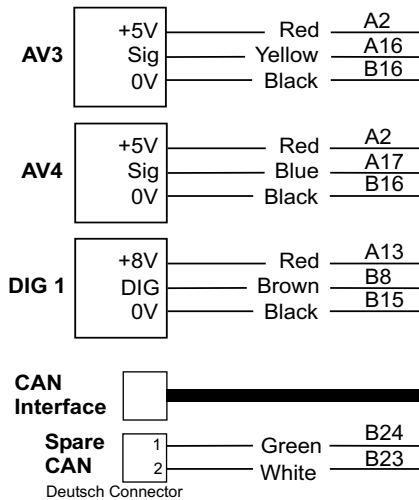 +5V Red A2
AV3 Sig Yellow A16
0V Black B16
+5V Red A2
AV4 Sig Blue A17
0V Black B16
+8V Red A13
DIG 1 DIG Brown B8
0V Black B15
CAN
Interface
Spare 1 Green B24
CAN 2 White B23
Deutsch Connector